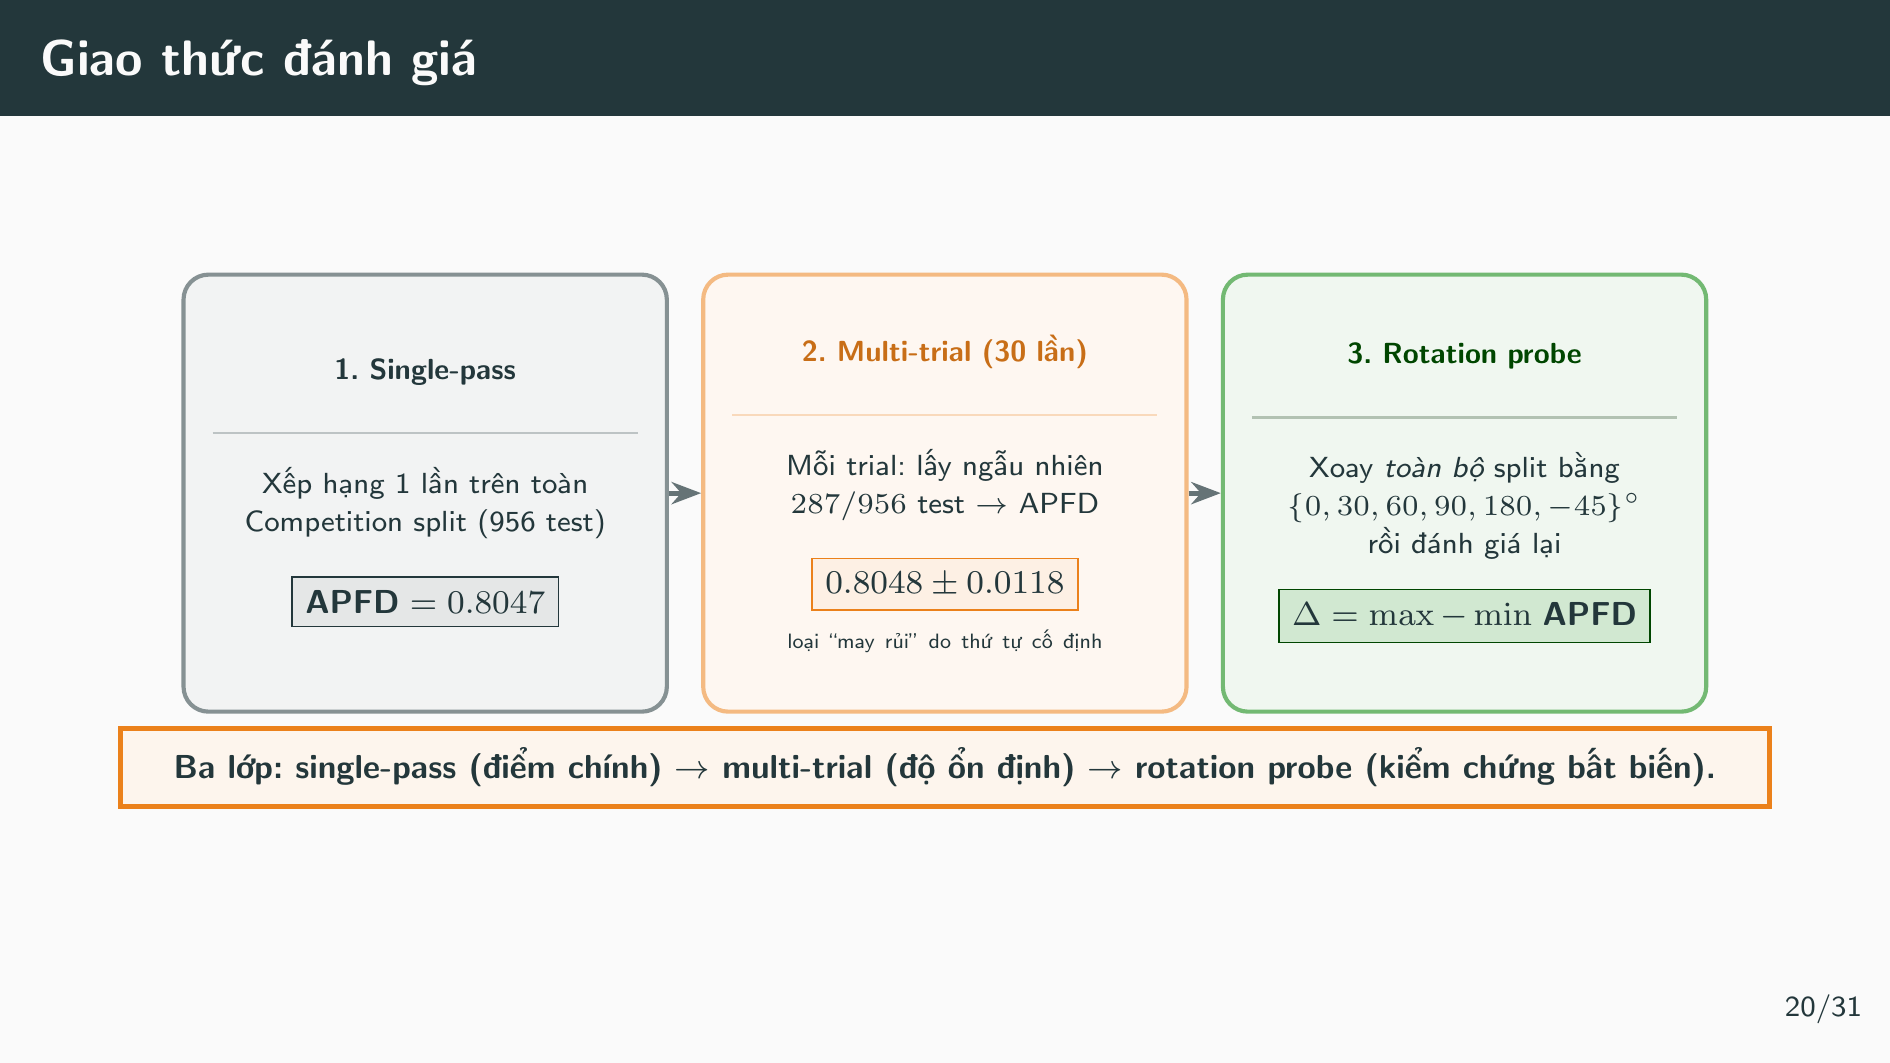 Giao thức đánh giá
1. Single-pass
Xếp hạng 1 lần trên toàn
Competition split (956 test)
APFD = 0.8047
2. Multi-trial (30 lần)
Mỗi trial: lấy ngẫu nhiên
287/956 test → APFD
0.8048 ± 0.0118
loại “may rủi” do thứ tự cố định
3. Rotation probe
Xoay toàn bộ split bằng
{0, 30, 60, 90, 180, −45}°
rồi đánh giá lại
Δ = max − min APFD
Ba lớp: single-pass (điểm chính) → multi-trial (độ ổn định) → rotation probe (kiểm chứng bất biến).
20/31